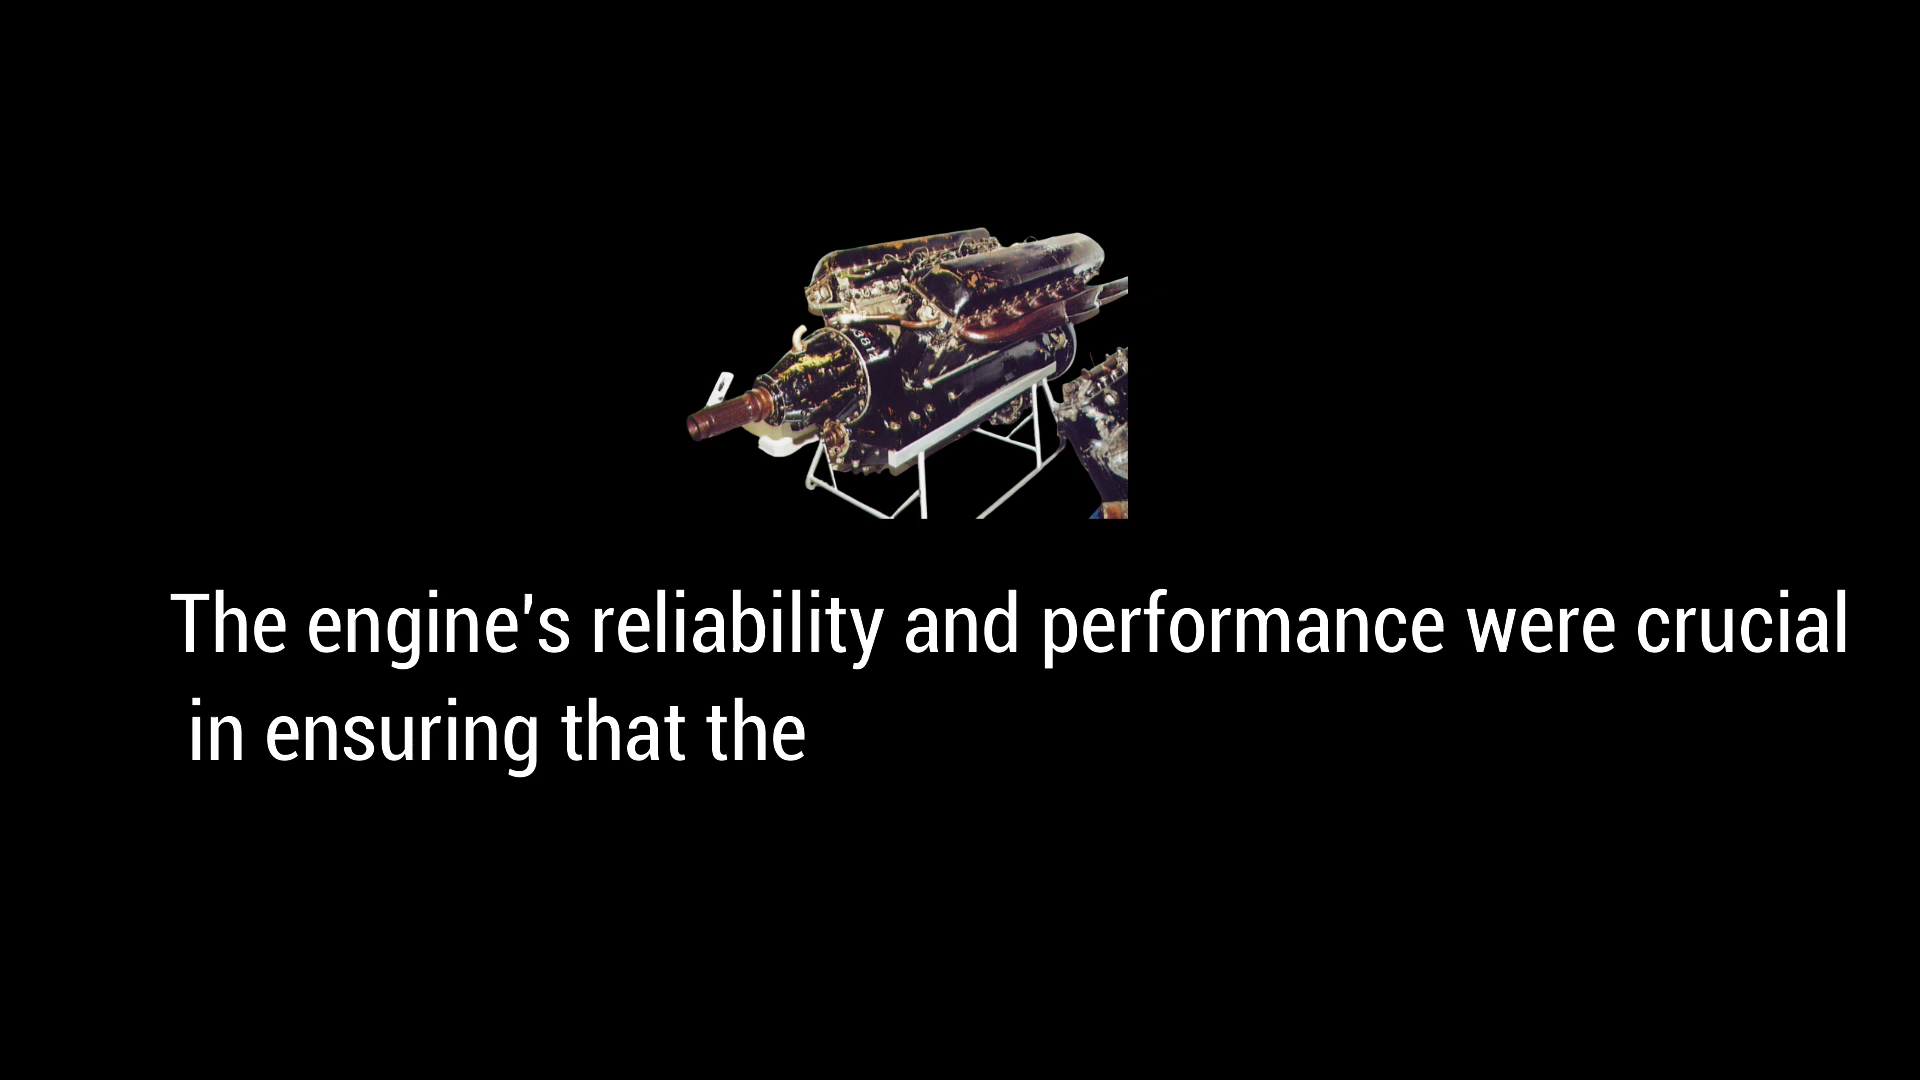 The engine's reliability and performance were crucial
in ensuring that the